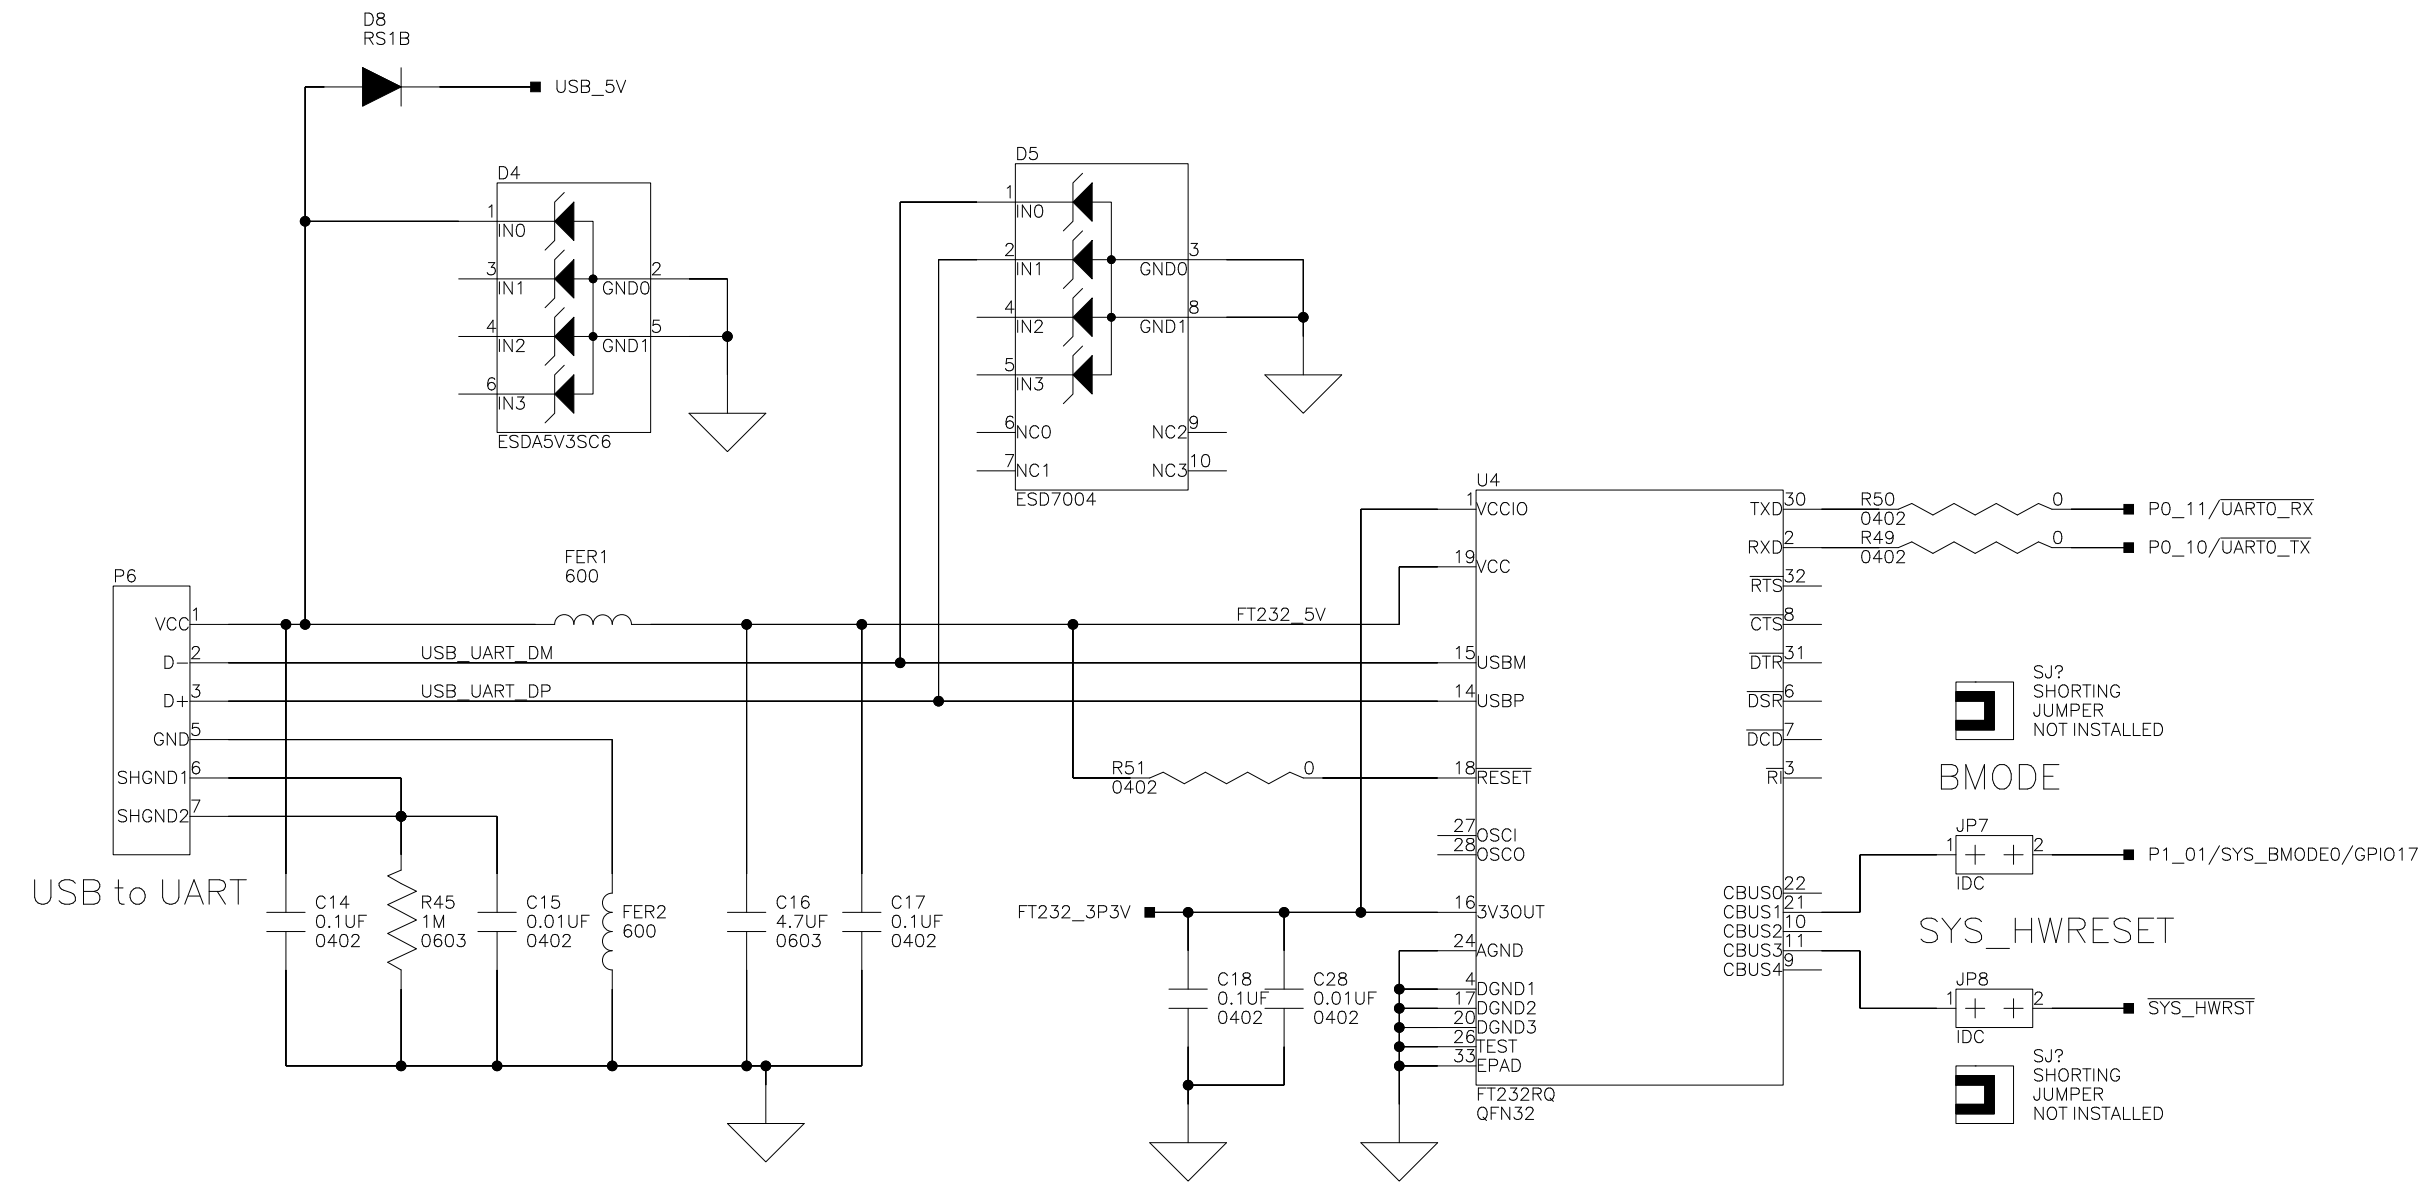 D8
RS1B
USB_5V
D4
1
IN0
3
IN1
4
IN2
6
IN3
2
GND0
5
GND1
ESDA5V3SC6
D5
1
IN0
2
IN1
4
IN2
5
IN3
6
NC0
7
NC1
3
GND0
8
GND1
9
NC2
10
NC3
ESD7004
P6
VCC 1
D- 2
D+ 3
GND 5
SHGND1 6
SHGND2 7
USB to UART
FER1
600
USB_UART_DM
USB_UART_DP
FT232_5V
C14
0.1UF
0402
R45
1M
0603
C15
0.01UF
0402
FER2
600
C16
4.7UF
0603
C17
0.1UF
0402
R51 0
0402
FT232_3P3V
C18
0.1UF
0402
C28
0.01UF
0402
U4
1 VCCIO
19 VCC
15 USBM
14 USBP
18 RESET
27 OSCI
28 OSCO
16 3V3OUT
24 AGND
4 DGND1
17 DGND2
20 DGND3
26 TEST
33 EPAD
TXD 30
RXD 2
RTS 32
CTS 8
DTR 31
DSR 6
DCD 7
RI 3
CBUS0 22
CBUS1 21
CBUS2 10
CBUS3 11
CBUS4 9
FT232RQ
QFN32
R50 0 P0_11/UART0_RX
0402
R49 0 P0_10/UART0_TX
0402
SJ?
SHORTING
JUMPER
NOT INSTALLED
BMODE
JP7
1 2 P1_01/SYS_BMODE0/GPIO17
IDC
SYS_HWRESET
JP8
1 2 SYS_HWRST
IDC
SJ?
SHORTING
JUMPER
NOT INSTALLED